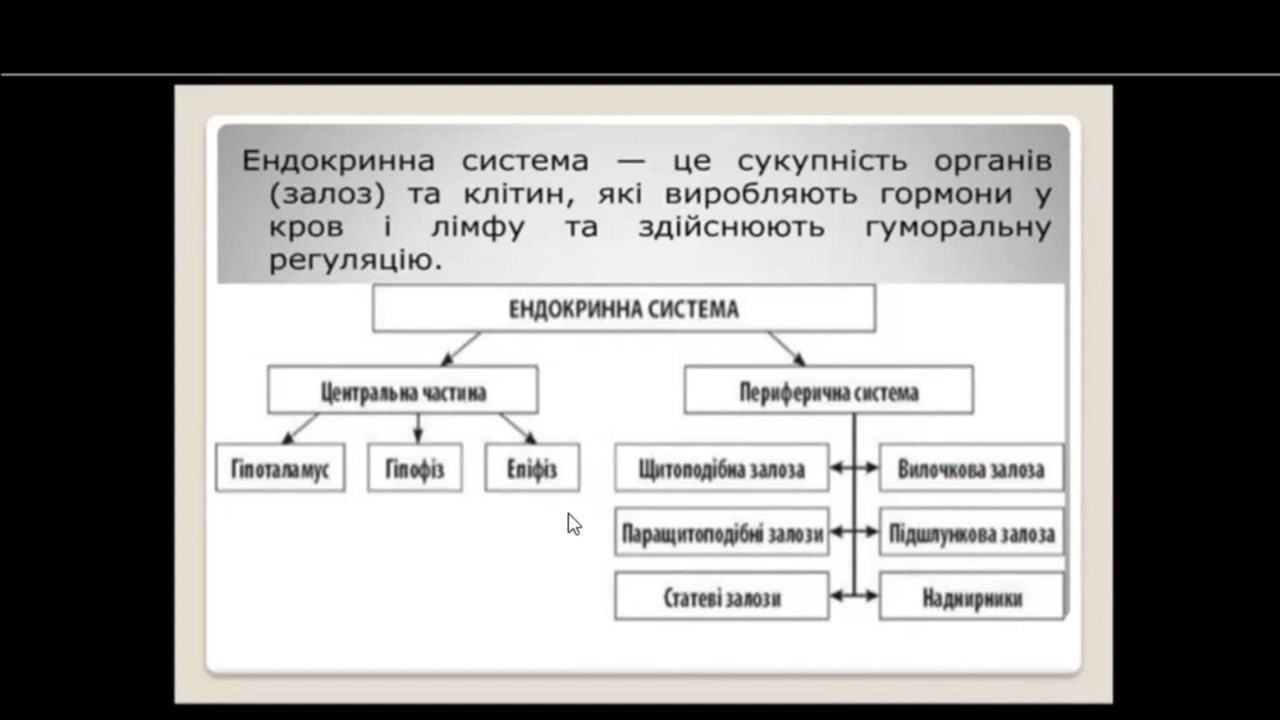 Ендокринна система — це сукупність органів
(залоз) та клітин, які виробляють гормони у
кров і лімфу та здійснюють гуморальну
регуляцію.
ЕНДОКРИННА СИСТЕМА
Центральна частина
Периферична система
Гіпоталамус
Гіпофіз
Епіфіз
Щитоподібна залоза
Вилочкова залоза
Паращитоподібні залози
Підшлункова залоза
Статеві залози
Наднирники